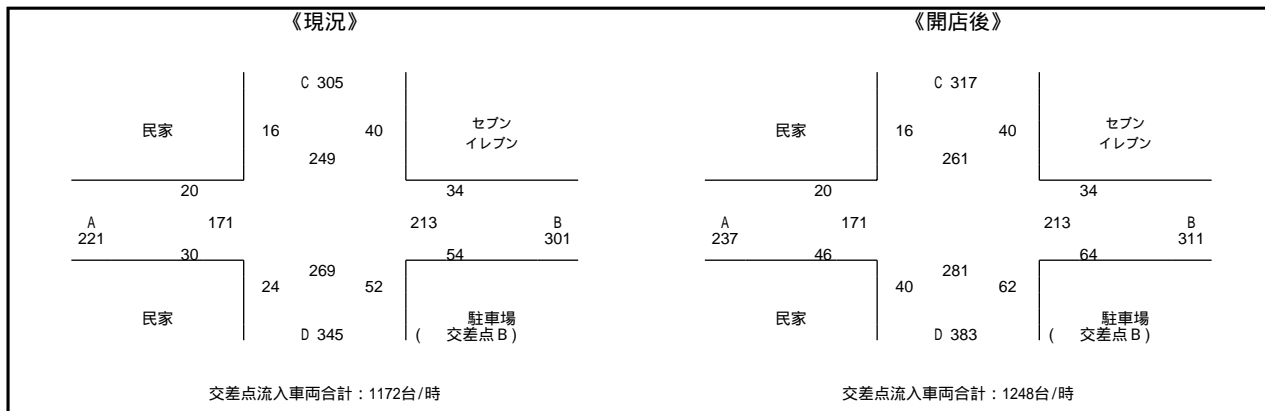 《現況》
C 305
民家
16
40
セブン
イレブン
249
20
34
A
171
213
B
221
301
30
54
269
24
52
民家
駐車場
D 345
( 交差点B)
交差点流入車両合計：1172台/時
《開店後》
C 317
民家
16
40
セブン
イレブン
261
20
34
A
171
213
B
237
311
46
64
281
40
62
民家
駐車場
D 383
( 交差点B)
交差点流入車両合計：1248台/時